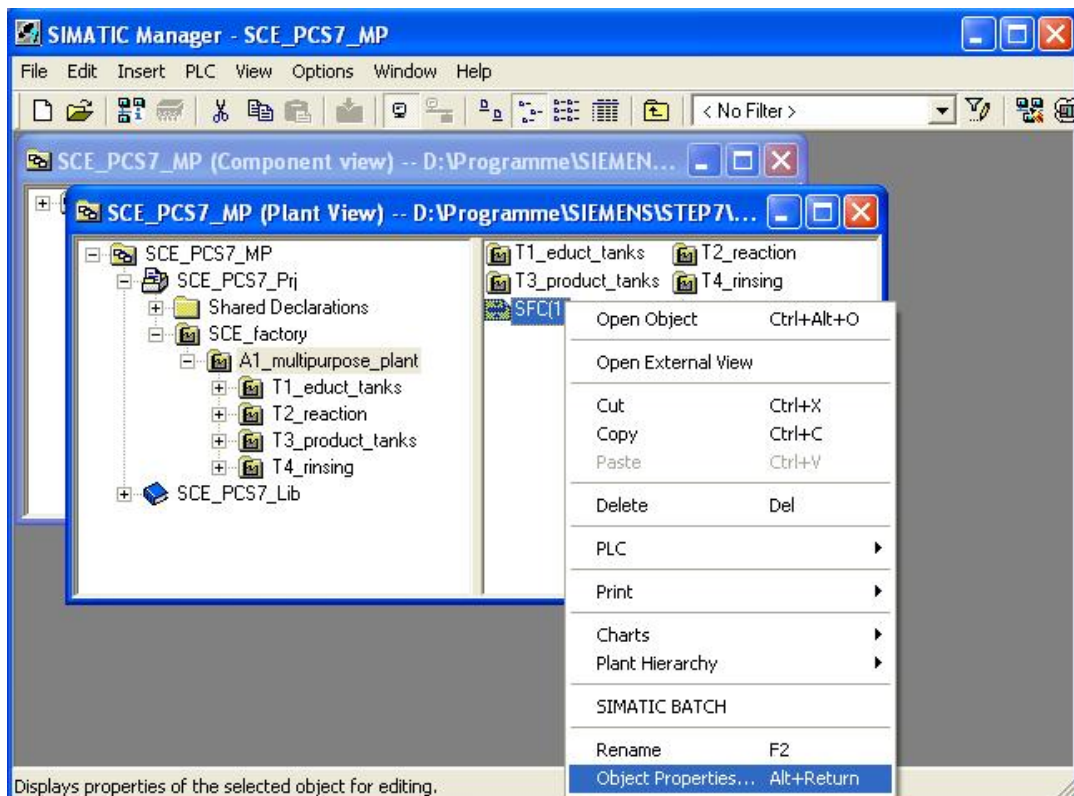 SIMATIC Manager - SCE_PCS7_MP
File Edit Insert PLC View Options Window Help
< No Filter >
SCE_PCS7_MP (Component view) -- D:\Programme\SIEMEN...
SCE_PCS7_MP (Plant View) -- D:\Programme\SIEMENS\STEP7\...
SCE_PCS7_MP
SCE_PCS7_Prj
Shared Declarations
SCE_factory
A1_multipurpose_plant
T1_educt_tanks
T2_reaction
T3_product_tanks
T4_rinsing
SCE_PCS7_Lib
T1_educt_tanks T2_reaction
T3_product_tanks T4_rinsing
SFC(1
Open Object Ctrl+Alt+O
Open External View
Cut Ctrl+X
Copy Ctrl+C
Paste Ctrl+V
Delete Del
PLC
Print
Charts
Plant Hierarchy
SIMATIC BATCH
Rename F2
Object Properties... Alt+Return
Displays properties of the selected object for editing.